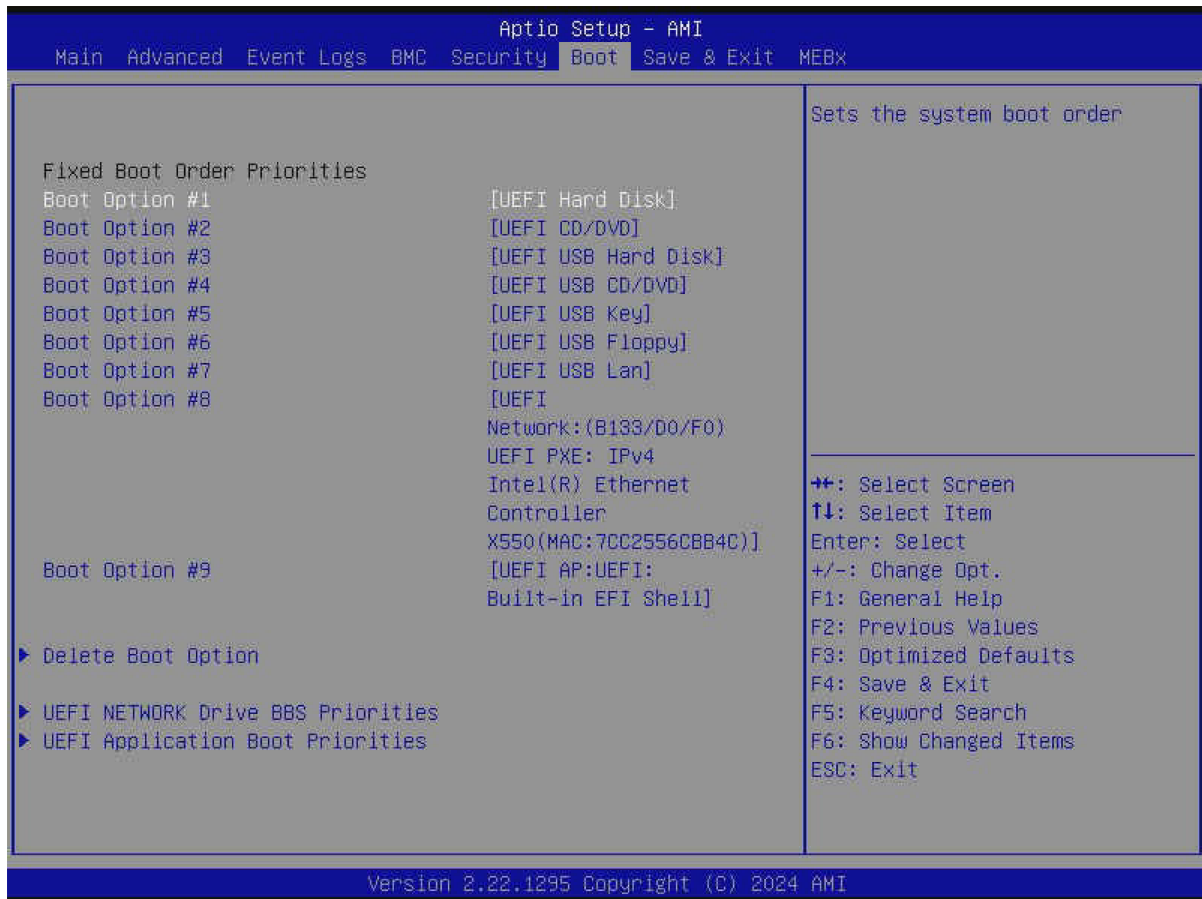 Aptio Setup – AMI
Main Advanced Event Logs BMC Security Boot Save & Exit MEBx
Sets the system boot order
Fixed Boot Order Priorities
Boot Option #1 [UEFI Hard Disk]
Boot Option #2 [UEFI CD/DVD]
Boot Option #3 [UEFI USB Hard Disk]
Boot Option #4 [UEFI USB CD/DVD]
Boot Option #5 [UEFI USB Key]
Boot Option #6 [UEFI USB Floppy]
Boot Option #7 [UEFI USB Lan]
Boot Option #8 [UEFI
Network:(B133/D0/F0)
UEFI PXE: IPv4
Intel(R) Ethernet
Controller
X550(MAC:7CC2556CBB4C)]
Boot Option #9 [UEFI AP:UEFI:
Built-in EFI Shell]
▶ Delete Boot Option
▶ UEFI NETWORK Drive BBS Priorities
▶ UEFI Application Boot Priorities
→←: Select Screen
↑↓: Select Item
Enter: Select
+/-: Change Opt.
F1: General Help
F2: Previous Values
F3: Optimized Defaults
F4: Save & Exit
F5: Keyword Search
F6: Show Changed Items
ESC: Exit
Version 2.22.1295 Copyright (C) 2024 AMI